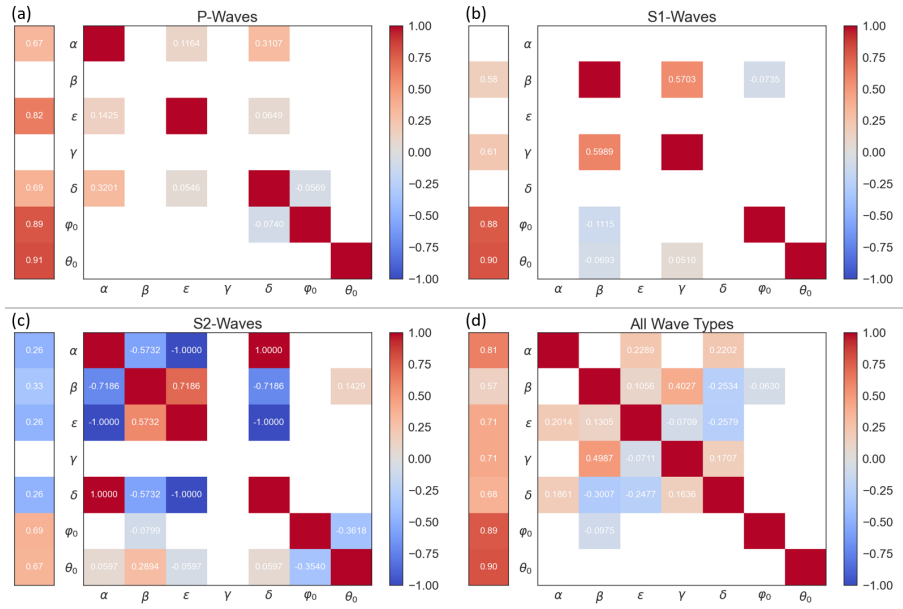 (a) P-Waves
0.67 α 0.1164 0.3107 1.00
β 0.75
0.82 ε 0.1425 0.0649 0.50
γ 0.25
0.69 δ 0.3201 0.0546 -0.0569 0.00
0.89 φ₀ -0.0740 −0.25
0.91 θ₀ −0.50
−0.75
−1.00
α β ε γ δ φ₀ θ₀
(b) S1-Waves
α 1.00
0.58 β 0.5703 -0.0735 0.75
ε 0.50
0.61 γ 0.5989 0.25
δ 0.00
0.88 φ₀ -0.1115 −0.25
0.90 θ₀ -0.0693 0.0510 −0.50
−0.75
−1.00
α β ε γ δ φ₀ θ₀
(c) S2-Waves
0.26 α -0.5732 -1.0000 1.0000 1.00
0.33 β -0.7186 0.7186 -0.7186 0.1429 0.75
0.26 ε -1.0000 0.5732 -1.0000 0.50
γ 0.25
0.26 δ 1.0000 -0.5732 -1.0000 0.00
0.69 φ₀ -0.0799 -0.3618 −0.25
0.67 θ₀ 0.0597 0.2894 -0.0597 0.0597 -0.3540 −0.50
−0.75
−1.00
α β ε γ δ φ₀ θ₀
(d) All Wave Types
0.81 α 0.2289 0.2202 1.00
0.57 β 0.1056 0.4027 -0.2534 -0.0630 0.75
0.71 ε 0.2014 0.1305 -0.0709 -0.2579 0.50
0.71 γ 0.4987 -0.0711 0.1707 0.25
0.68 δ 0.1861 -0.3007 -0.2477 0.1636 0.00
0.89 φ₀ -0.0975 −0.25
0.90 θ₀ −0.50
−0.75
−1.00
α β ε γ δ φ₀ θ₀